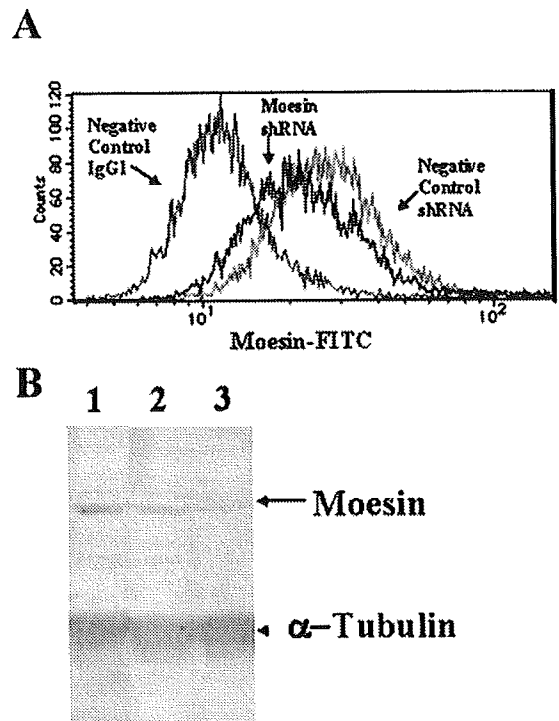 A
120
100
80
60
40
20
0
Counts
Negative
Control
IgG1
Moesin
shRNA
Negative
Control
shRNA
10¹
10²
Moesin-FITC
B
1 2 3
Moesin
α-Tubulin